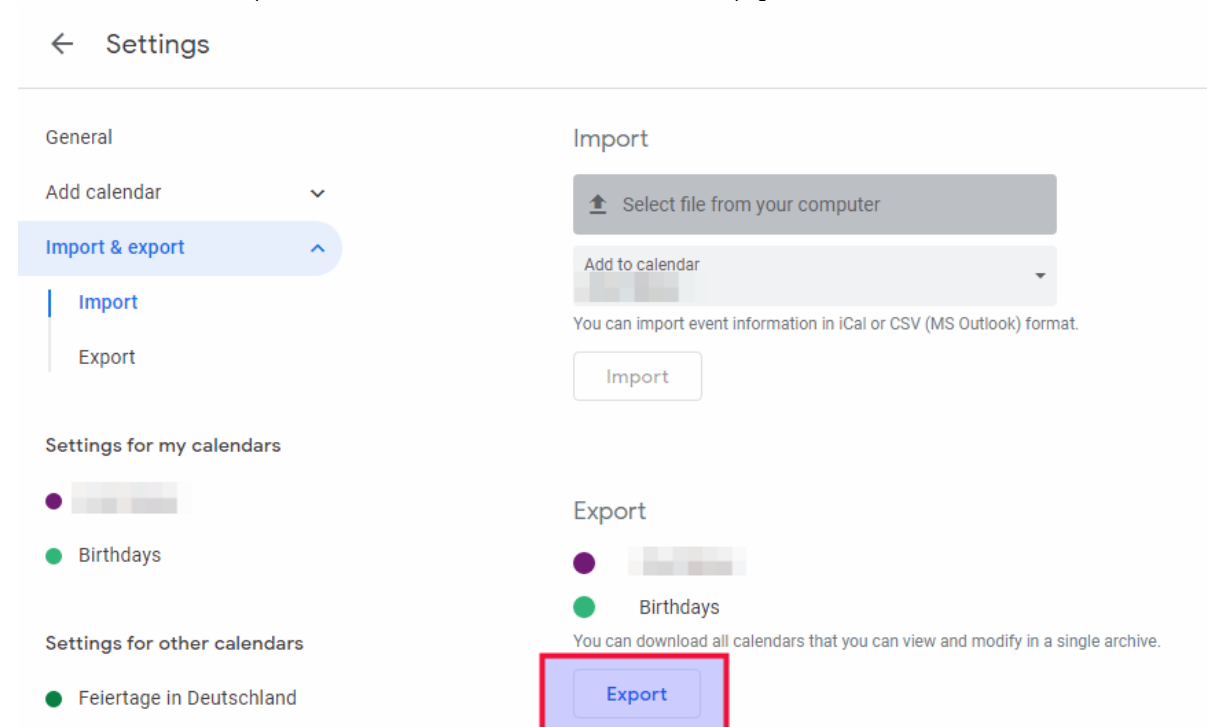 Settings
General
Add calendar
Import & export
Import
Export
Settings for my calendars
Birthdays
Settings for other calendars
Feiertage in Deutschland
Import
Select file from your computer
Add to calendar
You can import event information in iCal or CSV (MS Outlook) format.
Import
Export
Birthdays
You can download all calendars that you can view and modify in a single archive.
Export